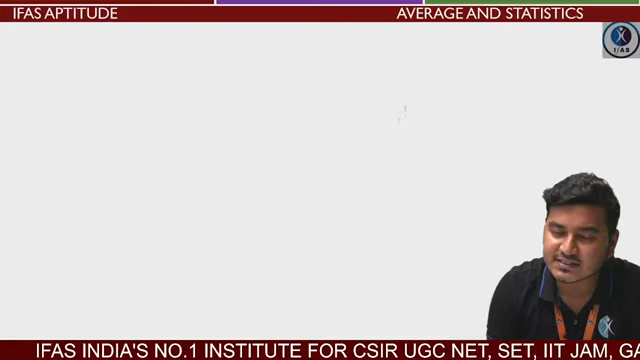 IFAS APTITUDE
AVERAGE AND STATISTICS
IFAS
IFAS INDIA'S NO.1 INSTITUTE FOR CSIR UGC NET, SET, IIT JAM, GA